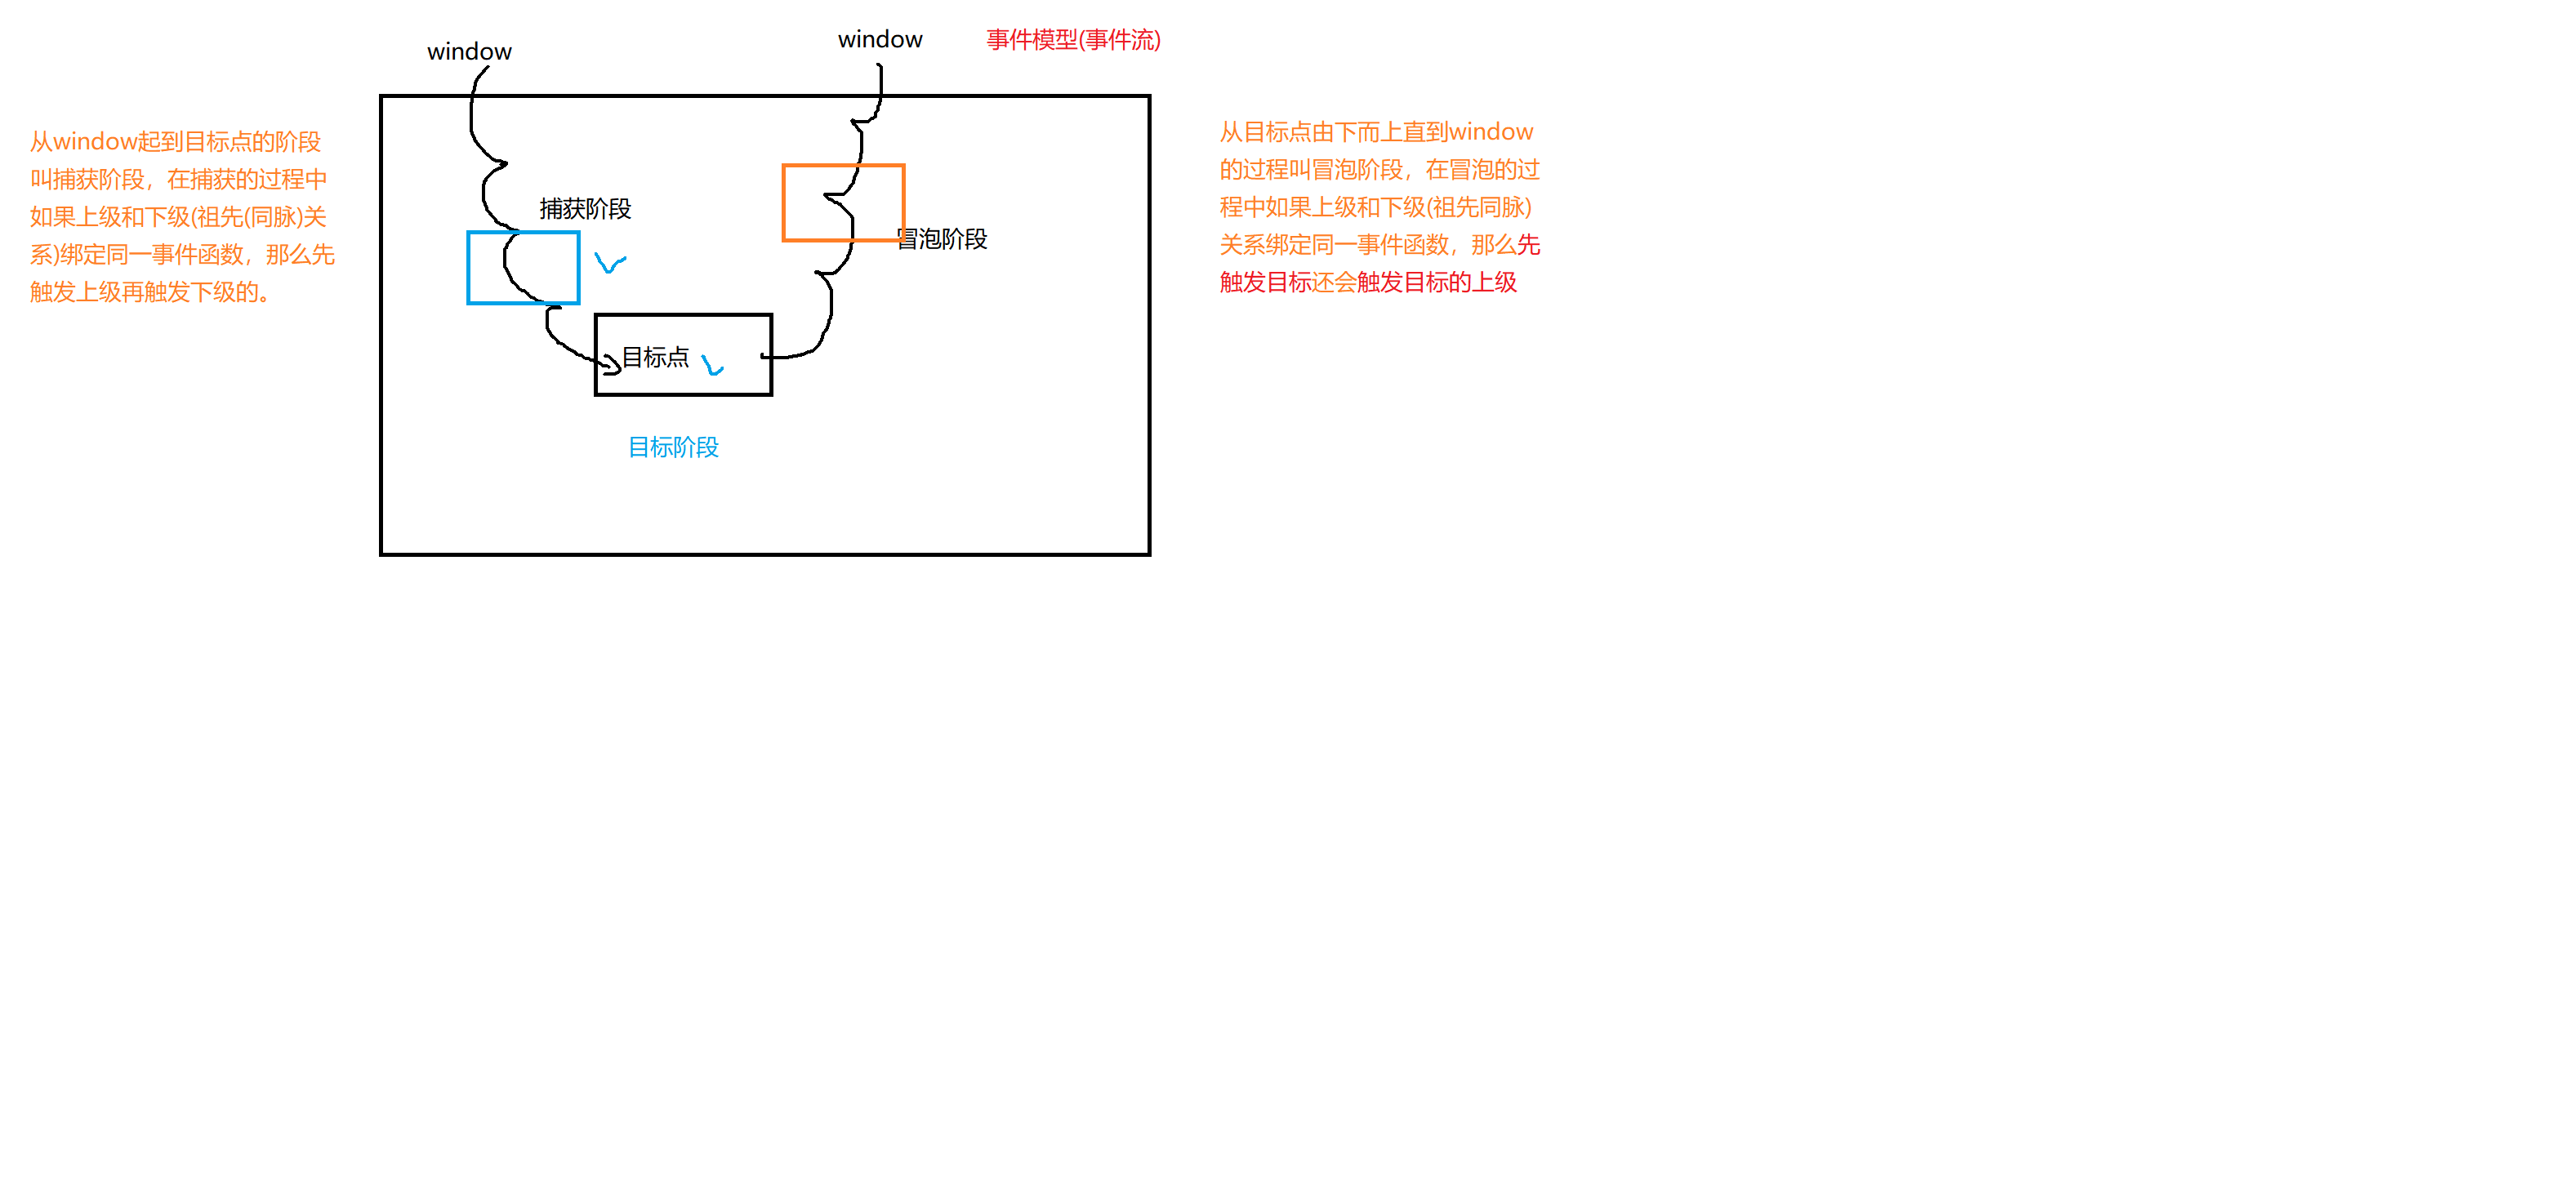 window
window
事件模型(事件流)
从window起到目标点的阶段
叫捕获阶段，在捕获的过程中
如果上级和下级(祖先(同脉)关
系)绑定同一事件函数，那么先
触发上级再触发下级的。
捕获阶段
冒泡阶段
目标点
目标阶段
从目标点由下而上直到window
的过程叫冒泡阶段，在冒泡的过
程中如果上级和下级(祖先同脉)
关系绑定同一事件函数，那么先
触发目标还会触发目标的上级